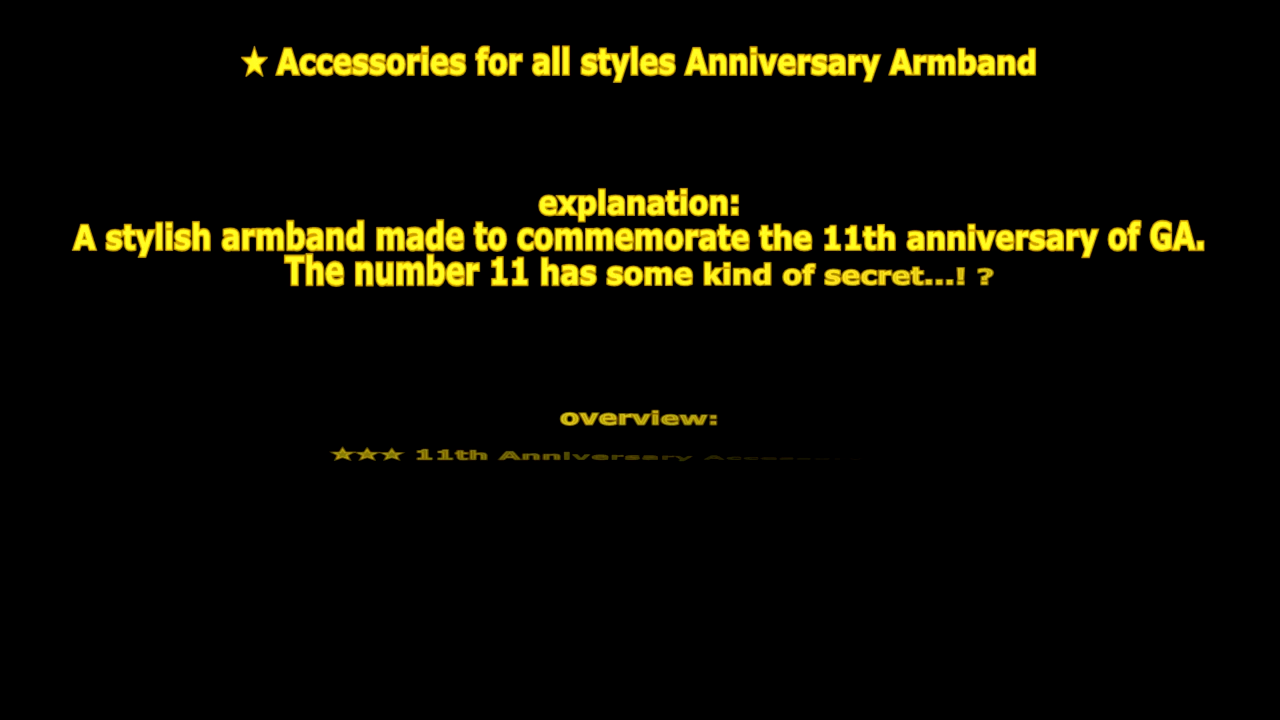 ★ Accessories for all styles Anniversary Armband
explanation:
A stylish armband made to commemorate the 11th anniversary of GA.
The number 11 has some kind of secret...! ?
overview:
★★★ 11th Anniversary